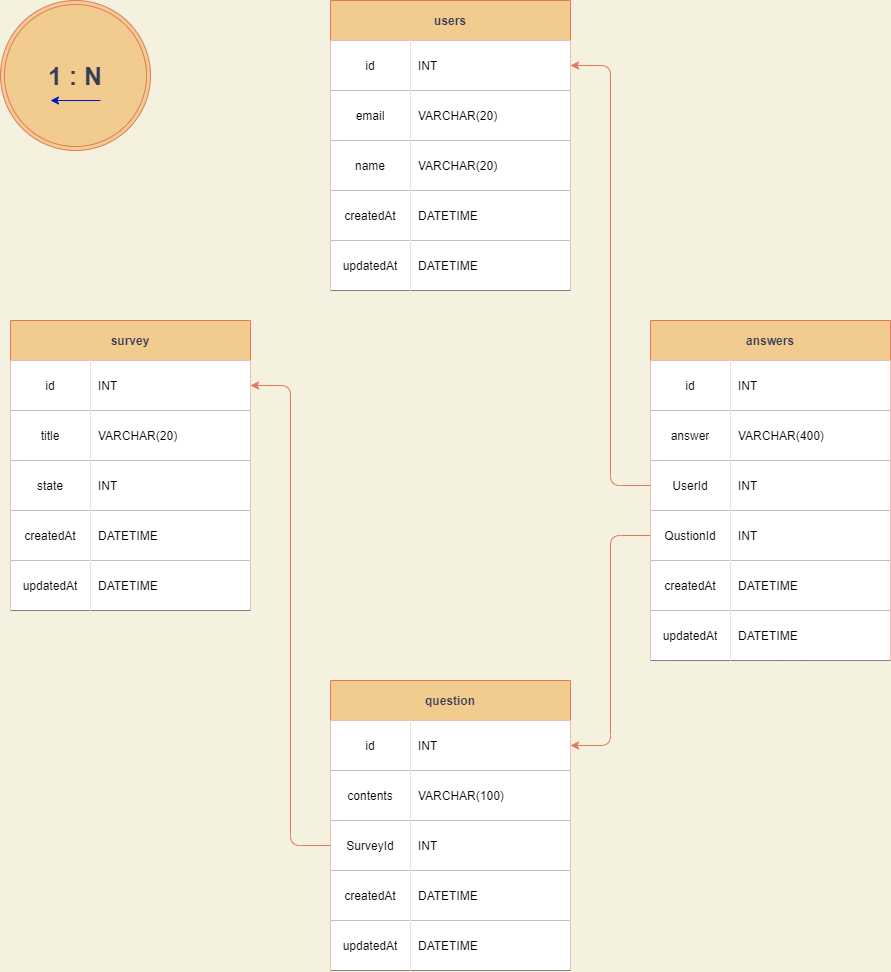 1 : N
users
id INT
email VARCHAR(20)
name VARCHAR(20)
createdAt DATETIME
updatedAt DATETIME
survey
id INT
title VARCHAR(20)
state INT
createdAt DATETIME
updatedAt DATETIME
answers
id INT
answer VARCHAR(400)
UserId INT
QustionId INT
createdAt DATETIME
updatedAt DATETIME
question
id INT
contents VARCHAR(100)
SurveyId INT
createdAt DATETIME
updatedAt DATETIME